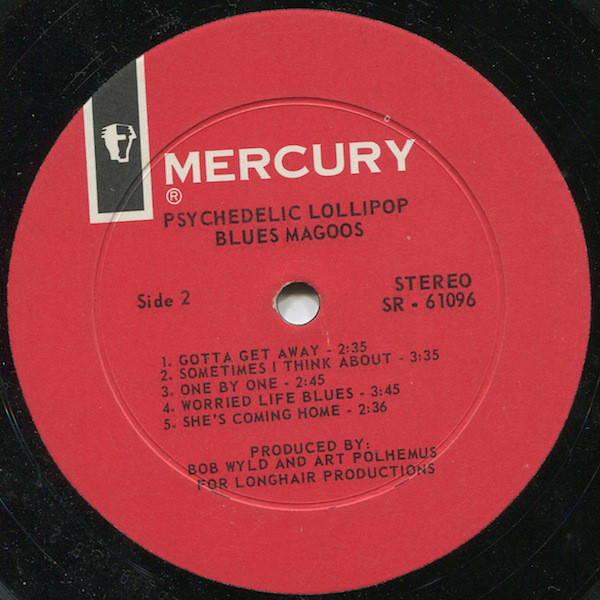 MERCURY
®
PSYCHEDELIC LOLLIPOP
BLUES MAGOOS
Side 2
STEREO
SR - 61096
1. GOTTA GET AWAY - 2:35
2. SOMETIMES I THINK ABOUT - 3:35
3. ONE BY ONE - 2:45
4. WORRIED LIFE BLUES - 3:45
5. SHE'S COMING HOME - 2:36
PRODUCED BY:
BOB WYLD AND ART POLHEMUS
FOR LONGHAIR PRODUCTIONS